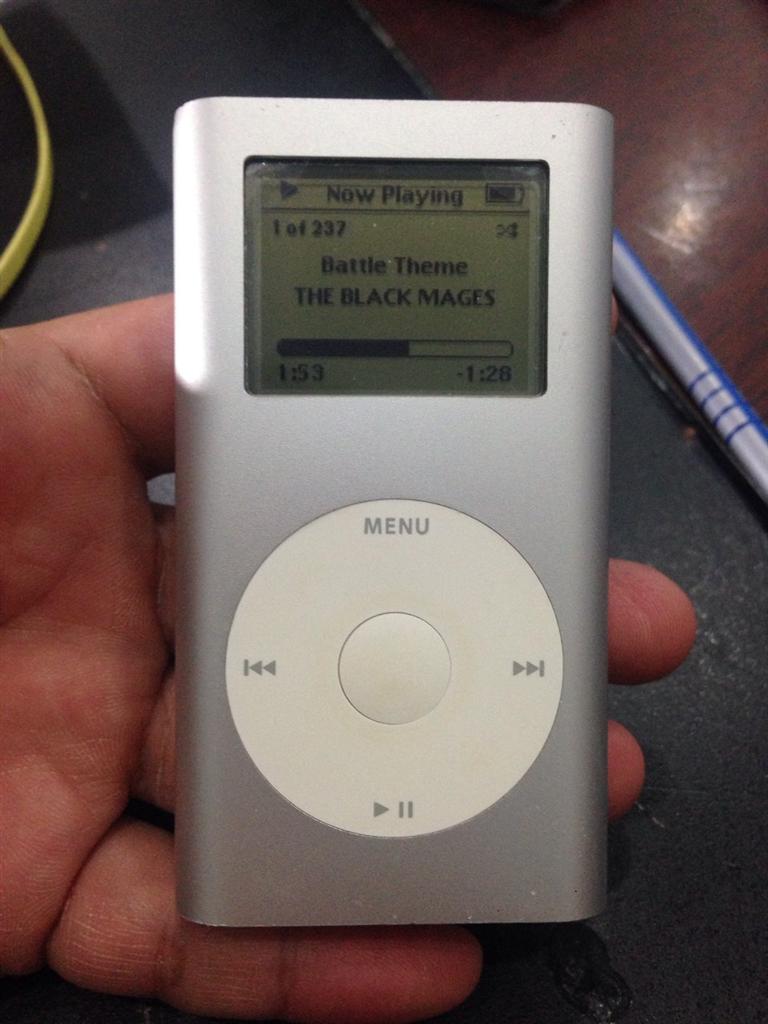 Now Playing
1 of 237
Battle Theme
THE BLACK MAGES
1:53 -1:28
MENU